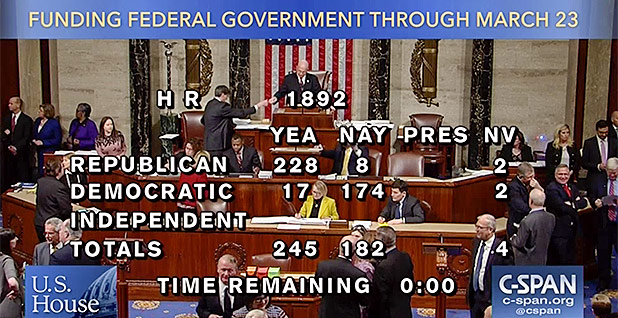 FUNDING FEDERAL GOVERNMENT THROUGH MARCH 23
H R 1892
YEA NAY PRES NV
REPUBLICAN 228 8 2
DEMOCRATIC 17 174 2
INDEPENDENT
TOTALS 245 182 4
TIME REMAINING 0:00
U.S.
House
C-SPAN
c-span.org
@cspan